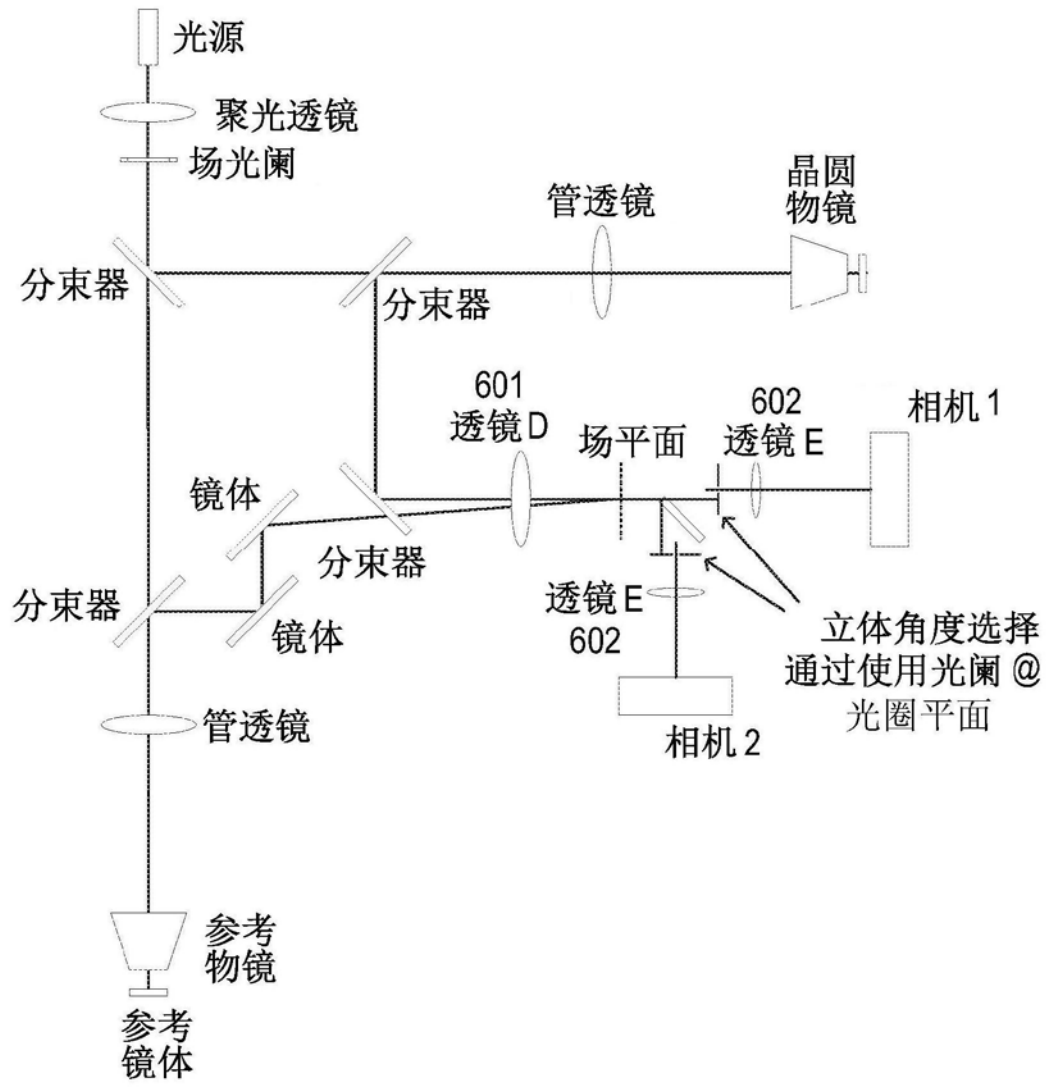 光源
聚光透镜
场光阑
晶圆
物镜
管透镜
分束器
分束器
601
透镜D
场平面
602
透镜E
相机1
镜体
分束器
分束器
镜体
透镜E
602
立体角度选择
通过使用光阑@
光圈平面
管透镜
相机2
参考
物镜
参考
镜体